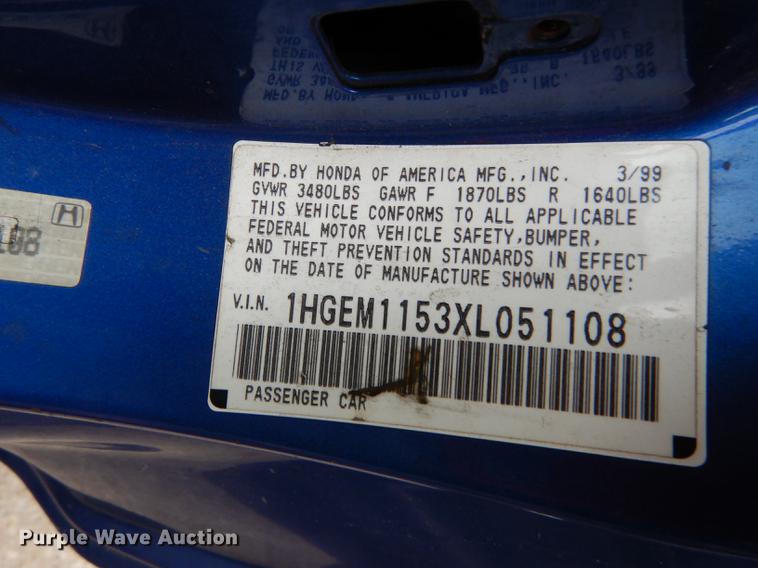 MFD.BY HONDA OF AMERICA MFG.,INC. 3/99
GVWR 3480LBS GAWR F 1870LBS R 1640LBS
THIS VEHICLE CONFORMS TO ALL APPLICABLE
FEDERAL MOTOR VEHICLE SAFETY,BUMPER,
AND THEFT PREVENTION STANDARDS IN EFFECT
ON THE DATE OF MANUFACTURE SHOWN ABOVE:
V.I.N. 1HGEM1153XL051108
PASSENGER CAR
108
Purple Wave Auction